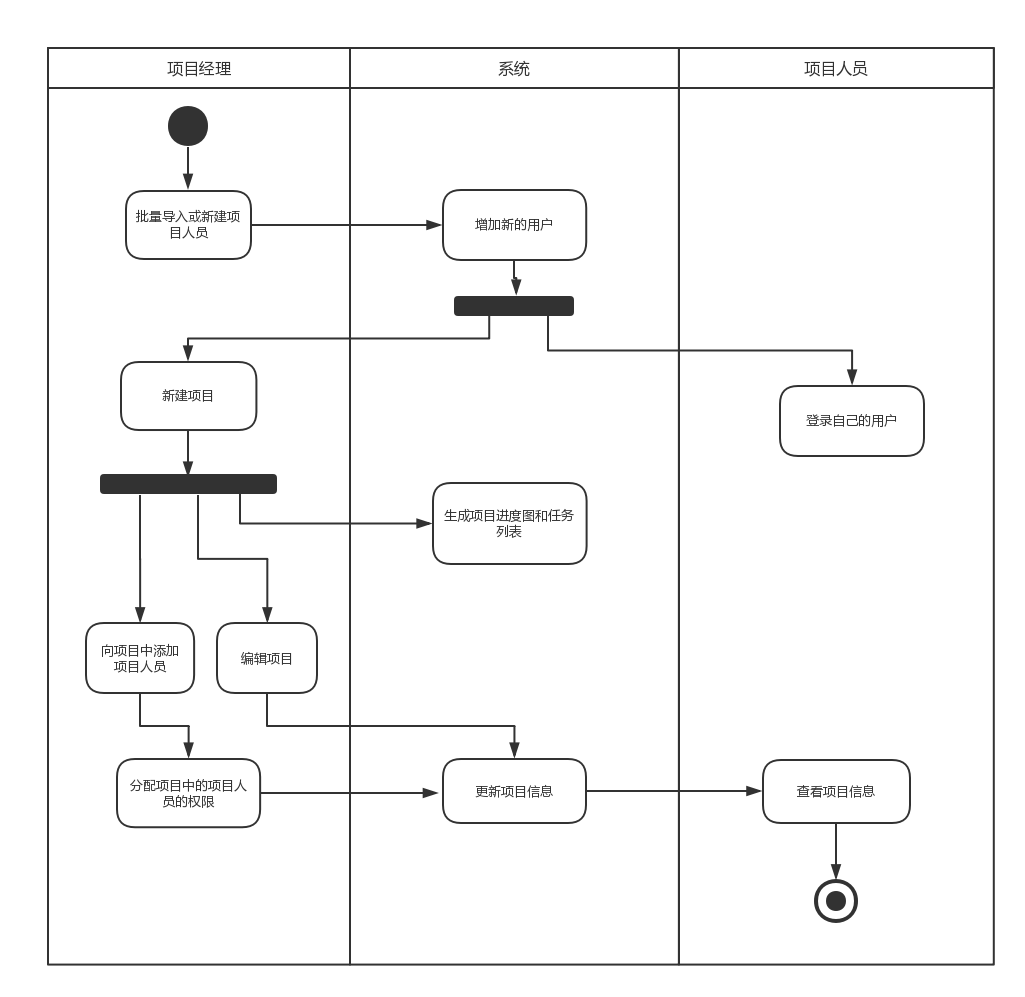 项目经理
系统
项目人员
批量导入或新建项
目人员
增加新的用户
新建项目
登录自己的用户
生成项目进度图和任务
列表
向项目中添加
项目人员
编辑项目
分配项目中的项目人
员的权限
更新项目信息
查看项目信息